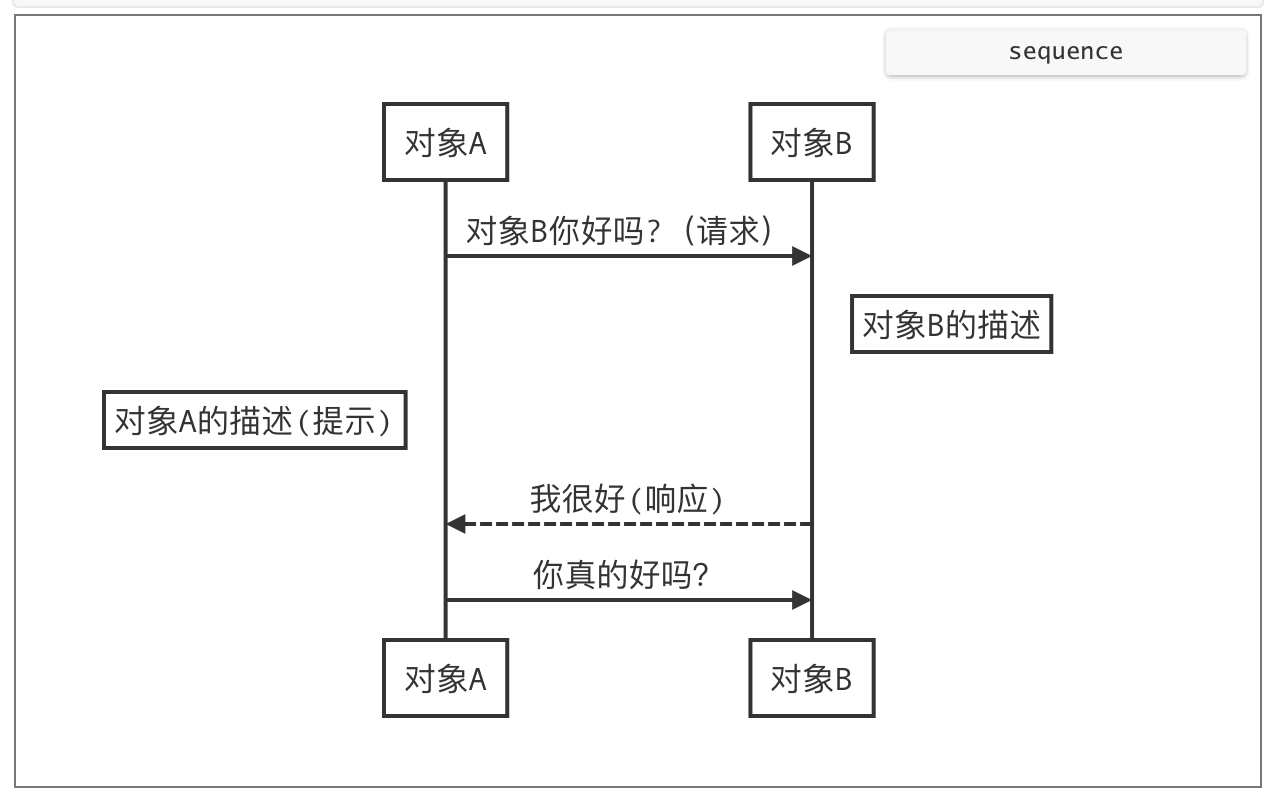 sequence
对象A
对象B
对象B你好吗?（请求）
对象B的描述
对象A的描述(提示)
我很好(响应)
你真的好吗？
对象A
对象B